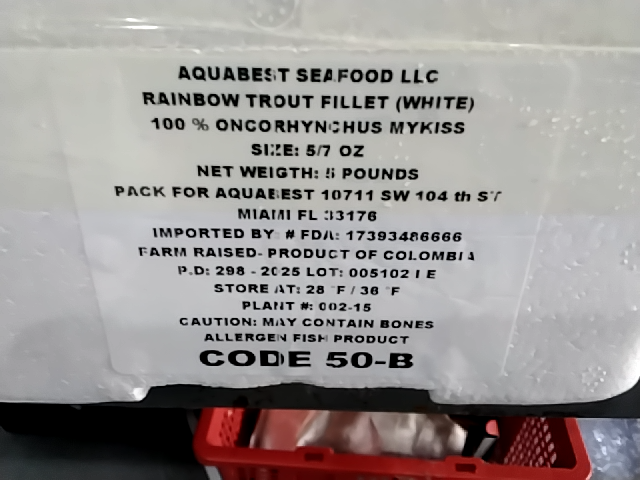 AQUABEST SEAFOOD LLC
RAINBOW TROUT FILLET (WHITE)
100 % ONCORHYNCHUS MYKISS
SIZE: 5/7 OZ
NET WEIGTH: 5 POUNDS
PACK FOR AQUABEST 10711 SW 104 th ST
MIAMI FL 33176
IMPORTED BY: # FDA: 17393486666
FARM RAISED- PRODUCT OF COLOMBIA
P.D: 298 - 2025 LOT: 005102 I E
STORE AT: 28 °F / 36 °F
PLANT #: 002-15
CAUTION: MAY CONTAIN BONES
ALLERGEN FISH PRODUCT
CODE 50-B